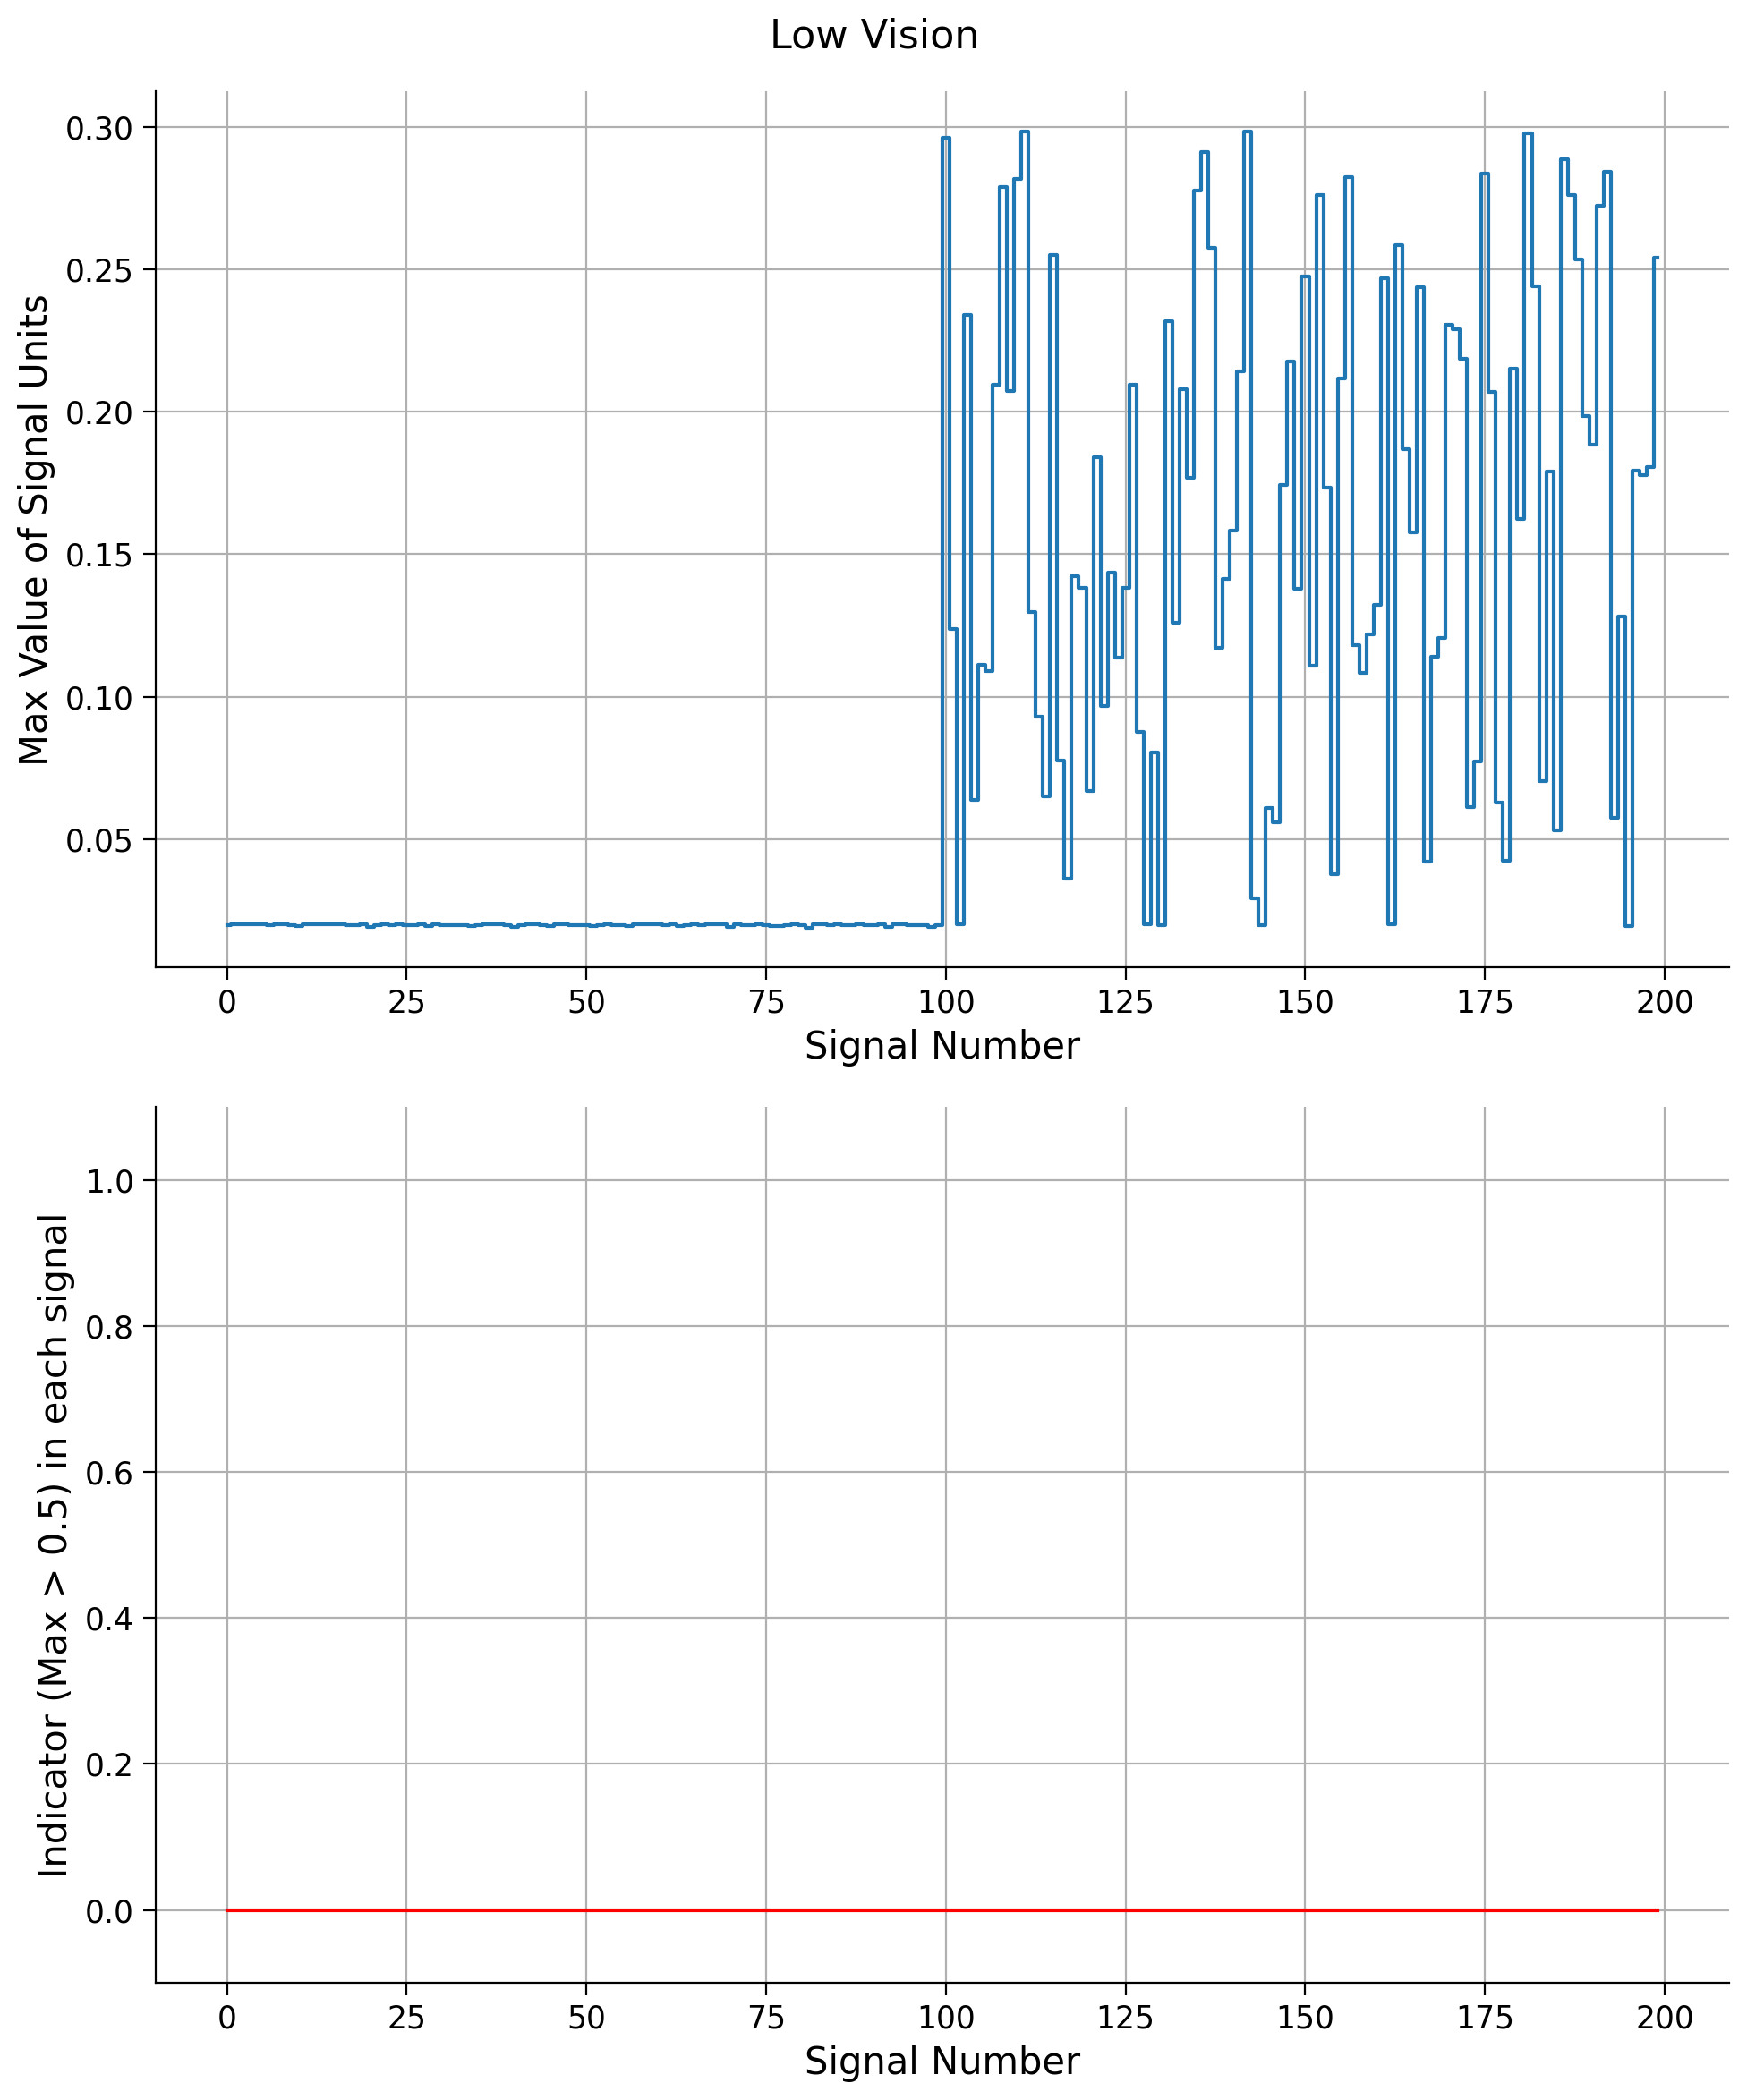 Low Vision
Max Value of Signal Units
0.30
0.25
0.20
0.15
0.10
0.05
0 25 50 75 100 125 150 175 200
Signal Number
Indicator (Max > 0.5) in each signal
1.0
0.8
0.6
0.4
0.2
0.0
0 25 50 75 100 125 150 175 200
Signal Number